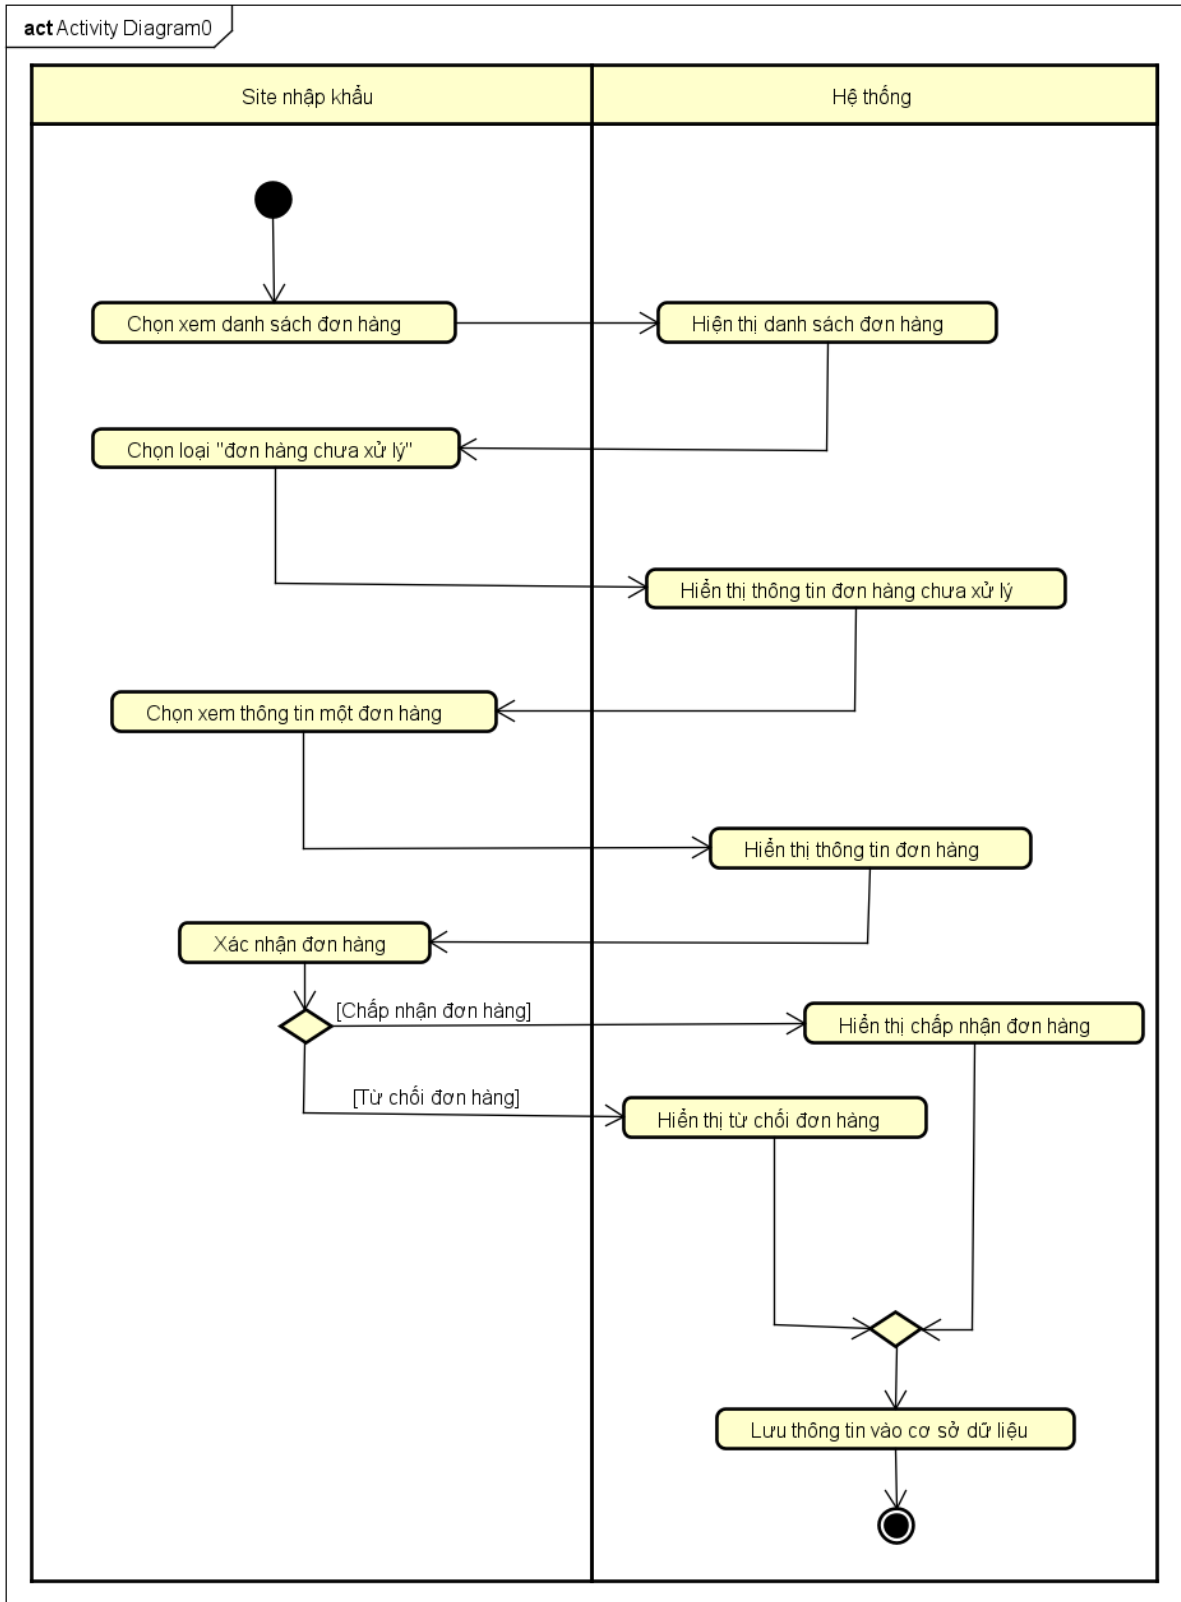 act Activity Diagram0
Site nhập khẩu
Hệ thống
Chọn xem danh sách đơn hàng
Hiện thị danh sách đơn hàng
Chọn loại "đơn hàng chưa xử lý"
Hiển thị thông tin đơn hàng chưa xử lý
Chọn xem thông tin một đơn hàng
Hiển thị thông tin đơn hàng
Xác nhận đơn hàng
[Chấp nhận đơn hàng]
Hiển thị chấp nhận đơn hàng
[Từ chối đơn hàng]
Hiển thị từ chối đơn hàng
Lưu thông tin vào cơ sở dữ liệu